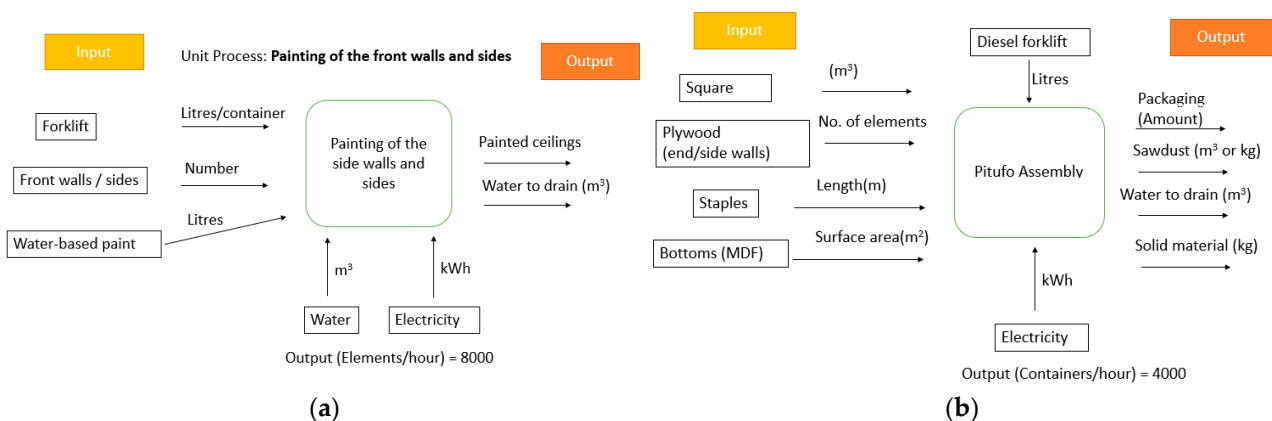 Input
Unit Process: Painting of the front walls and sides
Output
Forklift
Litres/container
Front walls / sides
Number
Water-based paint
Litres
Painting of the
side walls and
sides
Painted ceilings
Water to drain (m³)
m³
kWh
Water
Electricity
Output (Elements/hour) = 8000
(a)
Input
Diesel forklift
Output
Litres
Square
(m³)
Plywood
(end/side walls)
No. of elements
Staples
Length(m)
Bottoms (MDF)
Surface area(m²)
Pitufo Assembly
Packaging
(Amount)
Sawdust (m³ or kg)
Water to drain (m³)
Solid material (kg)
kWh
Electricity
Output (Containers/hour) = 4000
(b)